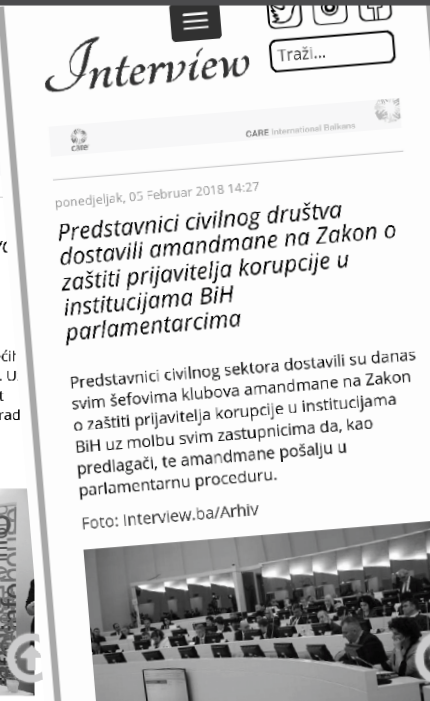 Interview
Traži...
care
CARE International Balkans
ponedjeljak, 05 Februar 2018 14:27
Predstavnici civilnog društva
dostavili amandmane na Zakon o
zaštiti prijavitelja korupcije u
institucijama BiH
parlamentarcima
Predstavnici civilnog sektora dostavili su danas
svim šefovima klubova amandmane na Zakon
o zaštiti prijavitelja korupcije u institucijama
BiH uz molbu svim zastupnicima da, kao
predlagači, te amandmane pošalju u
parlamentarnu proceduru.
Foto: Interview.ba/Arhiv